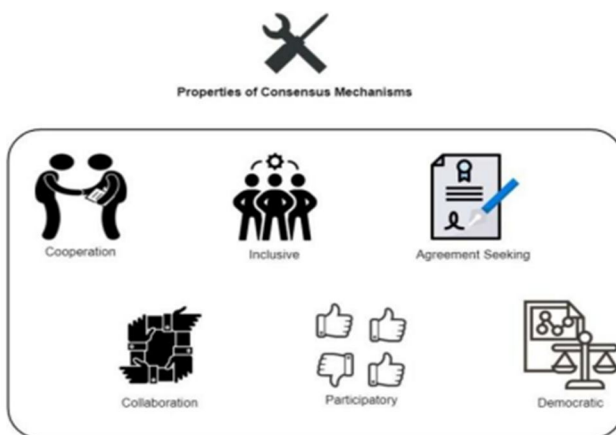 Properties of Consensus Mechanisms
Cooperation
Inclusive
Agreement Seeking
Collaboration
Participatory
Democratic